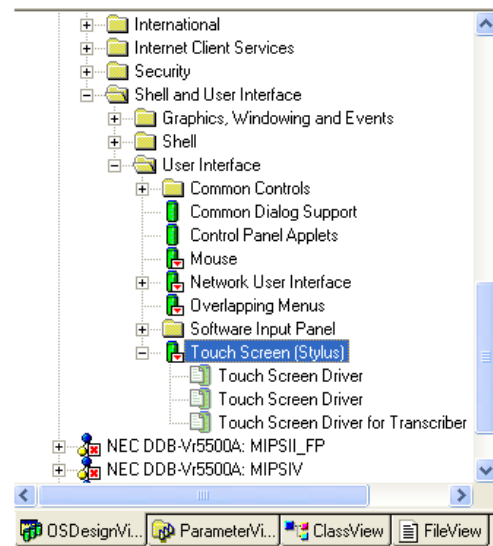 International
Internet Client Services
Security
Shell and User Interface
Graphics, Windowing and Events
Shell
User Interface
Common Controls
Common Dialog Support
Control Panel Applets
Mouse
Network User Interface
Overlapping Menus
Software Input Panel
Touch Screen (Stylus)
Touch Screen Driver
Touch Screen Driver
Touch Screen Driver for Transcriber
NEC DDB-Vr5500A: MIPSII_FP
NEC DDB-Vr5500A: MIPSIV
OSDesignVi... ParameterVi... ClassView FileView